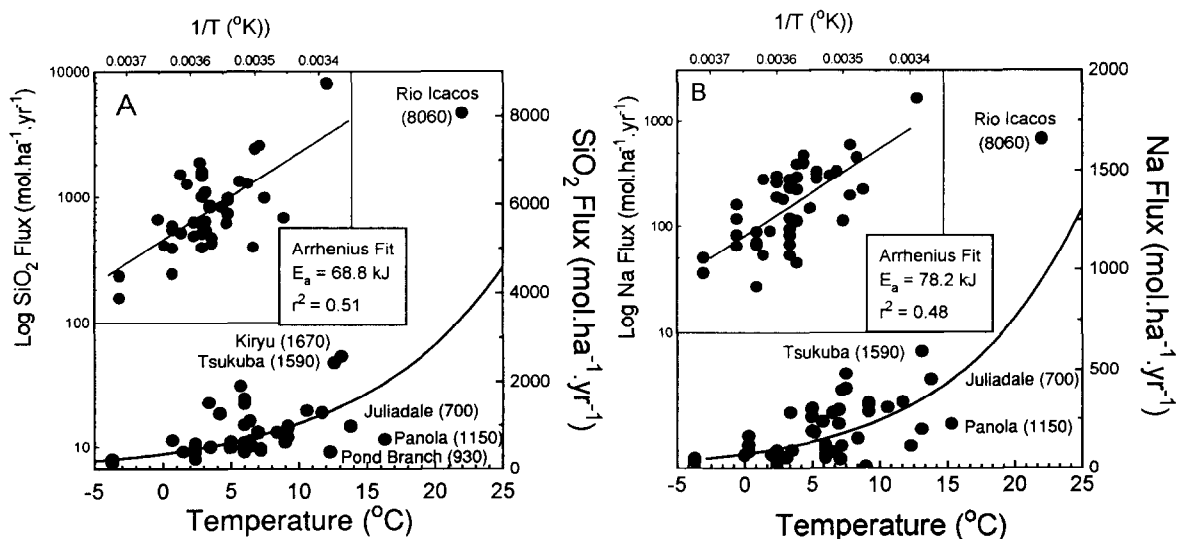 1/T (°K))
0.0037 0.0036 0.0035 0.0034
10000
1000
100
10
Log SiO2 Flux (mol.ha-1.yr-1)
A
Rio Icacos
(8060)
Arrhenius Fit
Ea = 68.8 kJ
r2 = 0.51
Kiryu (1670)
Tsukuba (1590)
Juliadale (700)
Panola (1150)
Pond Branch (930)
8000
6000
4000
2000
0
SiO2 Flux (mol.ha-1.yr-1)
-5 0 5 10 15 20 25
Temperature (°C)
1/T (°K))
0.0037 0.0036 0.0035 0.0034
1000
100
10
Log Na Flux (mol.ha-1.yr-1)
B
Rio Icacos
(8060)
Arrhenius Fit
Ea = 78.2 kJ
r2 = 0.48
Tsukuba (1590)
Juliadale (700)
Panola (1150)
2000
1500
1000
500
0
Na Flux (mol.ha-1.yr-1)
-5 0 5 10 15 20 25
Temperature (°C)